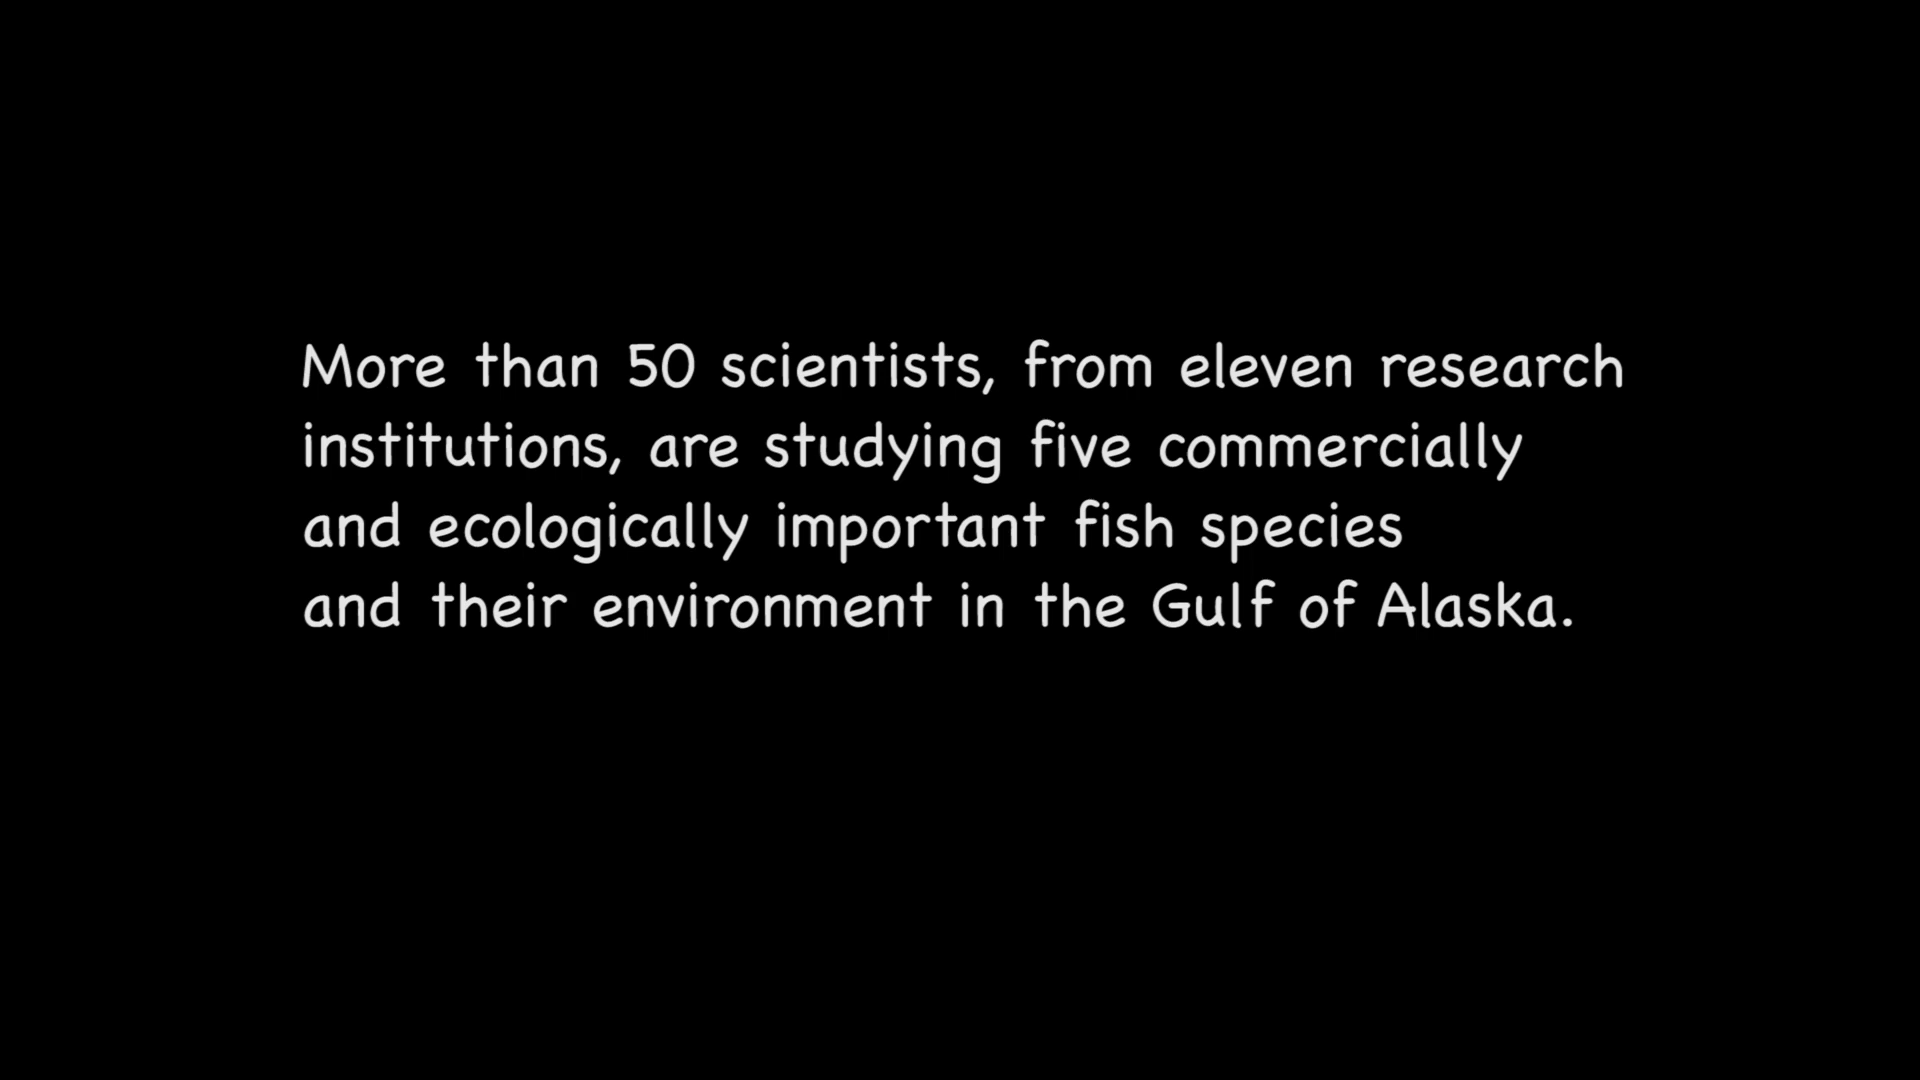 More than 50 scientists, from eleven research
institutions, are studying five commercially
and ecologically important fish species
and their environment in the Gulf of Alaska.